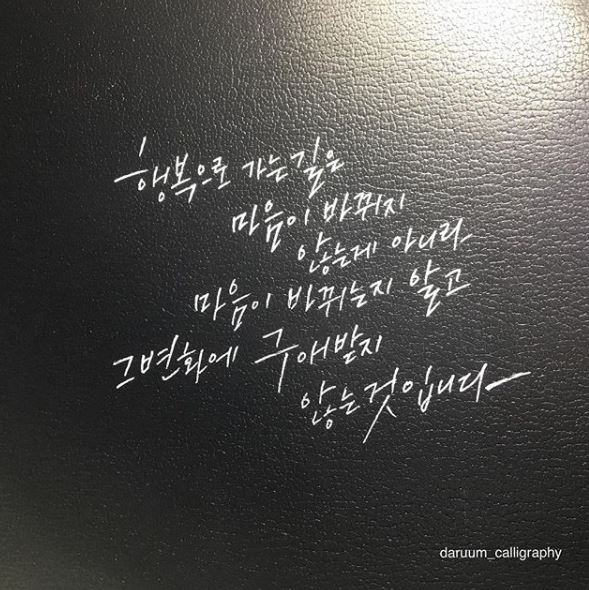 행복으로 가는길은
마음이 바뀌지
않는게 아니라
마음이 바뀌는지 알고
그변화에 구애받지
않는것입니다
daruum_calligraphy